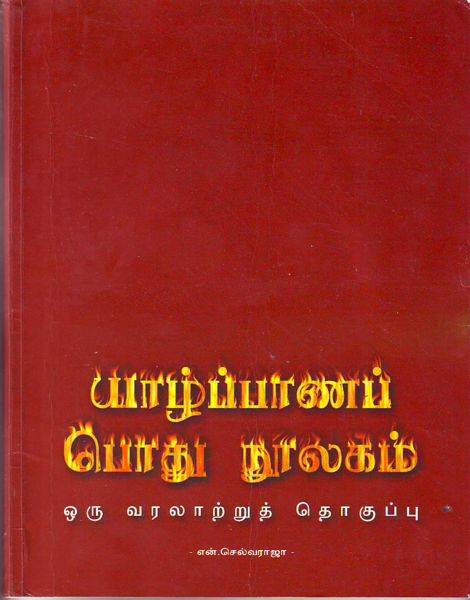 யாழ்ப்பாணப்
பொது நூலகம்
ஒரு வரலாற்றுத் தொகுப்பு
- என்.செல்வராஜா -